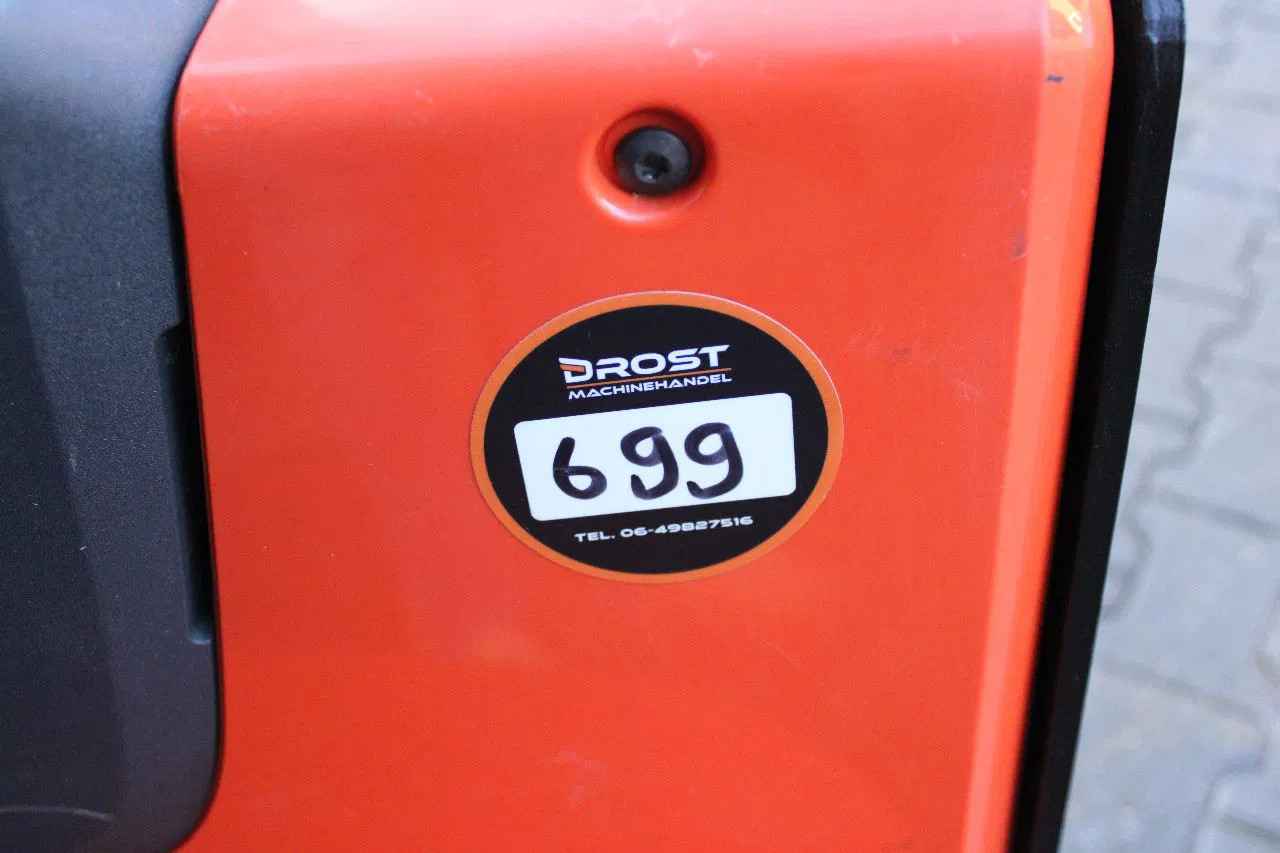 DROST
MACHINEHANDEL
699
TEL. 06-49827516